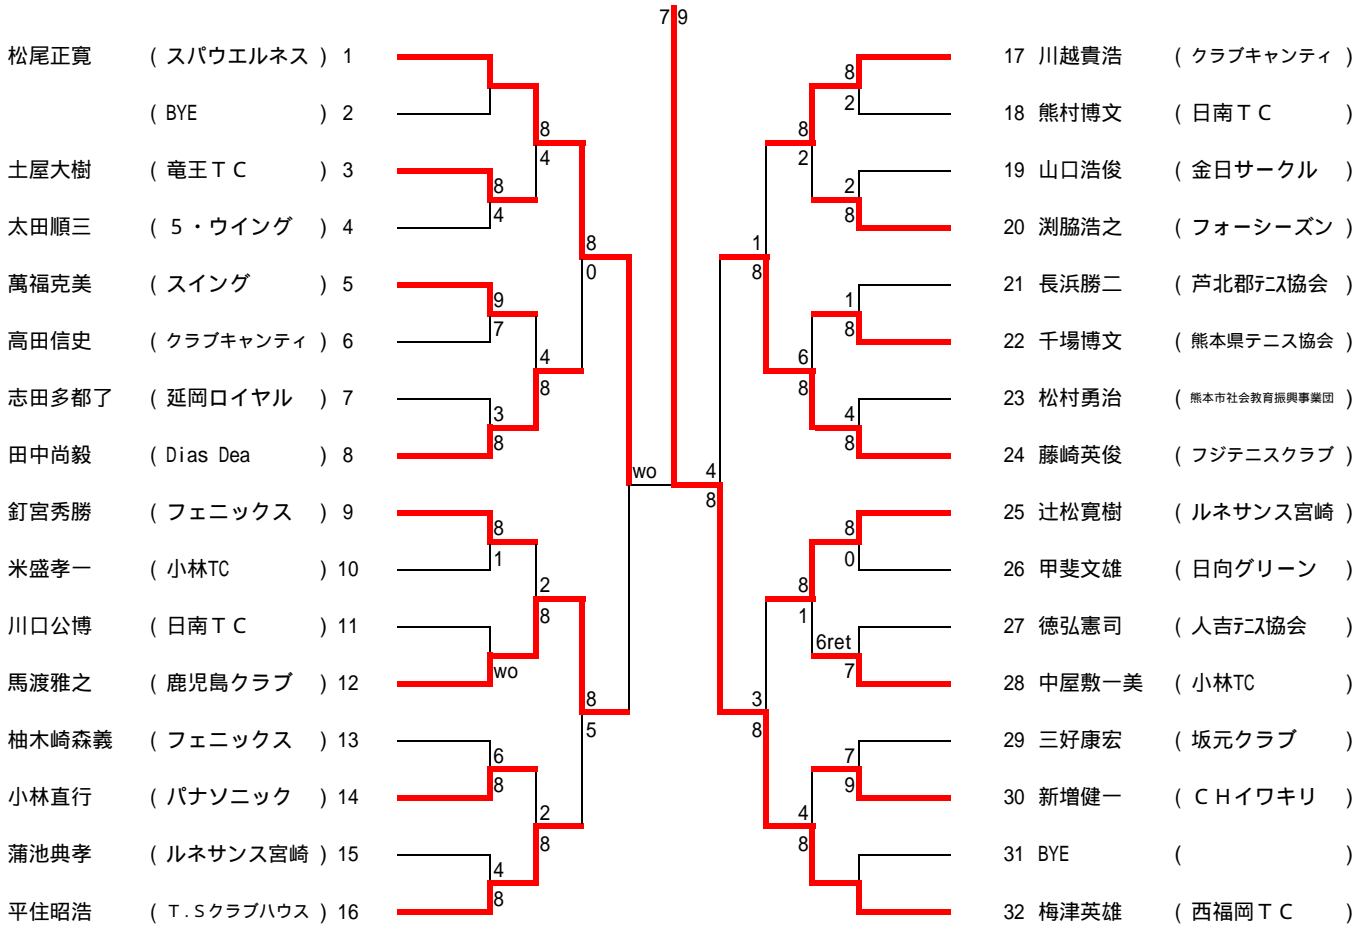 7 9
松尾正寛 ( スパウエルネス ) 1
( BYE ) 2
土屋大樹 ( 竜王ＴＣ ) 3
太田順三 ( ５・ウイング ) 4
萬福克美 ( スイング ) 5
高田信史 ( クラブキャンティ ) 6
志田多都了 ( 延岡ロイヤル ) 7
田中尚毅 ( Dias Dea ) 8
釘宮秀勝 ( フェニックス ) 9
米盛孝一 ( 小林TC ) 10
川口公博 ( 日南ＴＣ ) 11
馬渡雅之 ( 鹿児島クラブ ) 12
柚木崎森義 ( フェニックス ) 13
小林直行 ( パナソニック ) 14
蒲池典孝 ( ルネサンス宮崎 ) 15
平住昭浩 ( Ｔ.Ｓクラブハウス ) 16
8
4
9
7
3
8
8
1
wo
6
8
4
8
8
4
4
8
2
8
2
8
8
0
8
5
wo
4
8
1
8
3
8
8
2
6
8
8
1
4
8
8
2
2
8
1
8
4
8
8
0
6ret
7
7
9
17 川越貴浩 ( クラブキャンティ )
18 熊村博文 ( 日南ＴＣ )
19 山口浩俊 ( 金日サークル )
20 渕脇浩之 ( フォーシーズン )
21 長浜勝二 ( 芦北郡ﾃﾆｽ協会 )
22 千場博文 ( 熊本県テニス協会 )
23 松村勇治 ( 熊本市社会教育振興事業団 )
24 藤崎英俊 ( フジテニスクラブ )
25 辻松寛樹 ( ルネサンス宮崎 )
26 甲斐文雄 ( 日向グリーン )
27 徳弘憲司 ( 人吉ﾃﾆｽ協会 )
28 中屋敷一美 ( 小林TC )
29 三好康宏 ( 坂元クラブ )
30 新増健一 ( ＣＨイワキリ )
31 BYE ( )
32 梅津英雄 ( 西福岡ＴＣ )